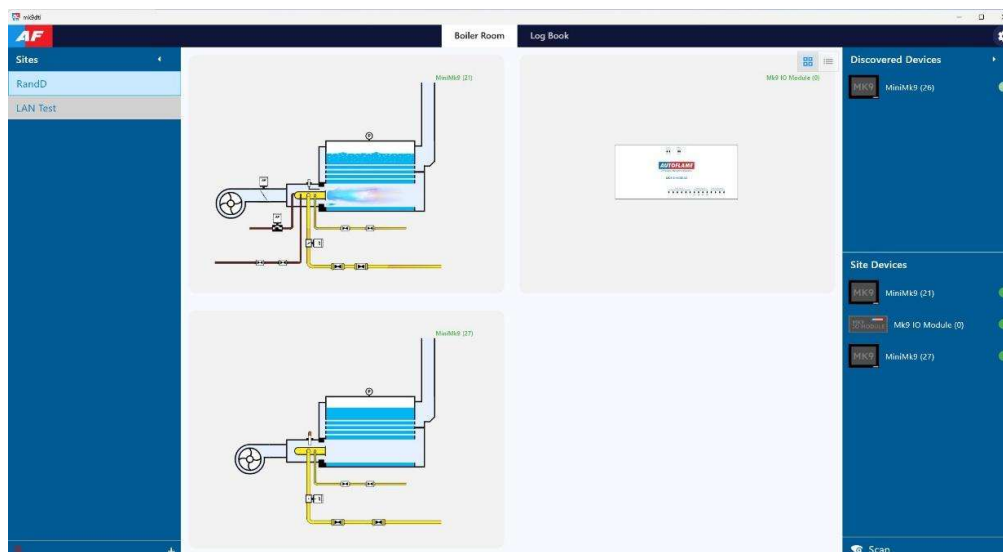 mk9dti
AF
Boiler Room
Log Book
Sites
RandD
LAN Test
MiniMk9 (21)
Mk9 IO Module (0)
AUTOFLAME
MiniMk9 (27)
Discovered Devices
MK9
MiniMk9 (26)
Site Devices
MK9
MiniMk9 (21)
Mk9 IO Module (0)
MK9
MiniMk9 (27)
Scan